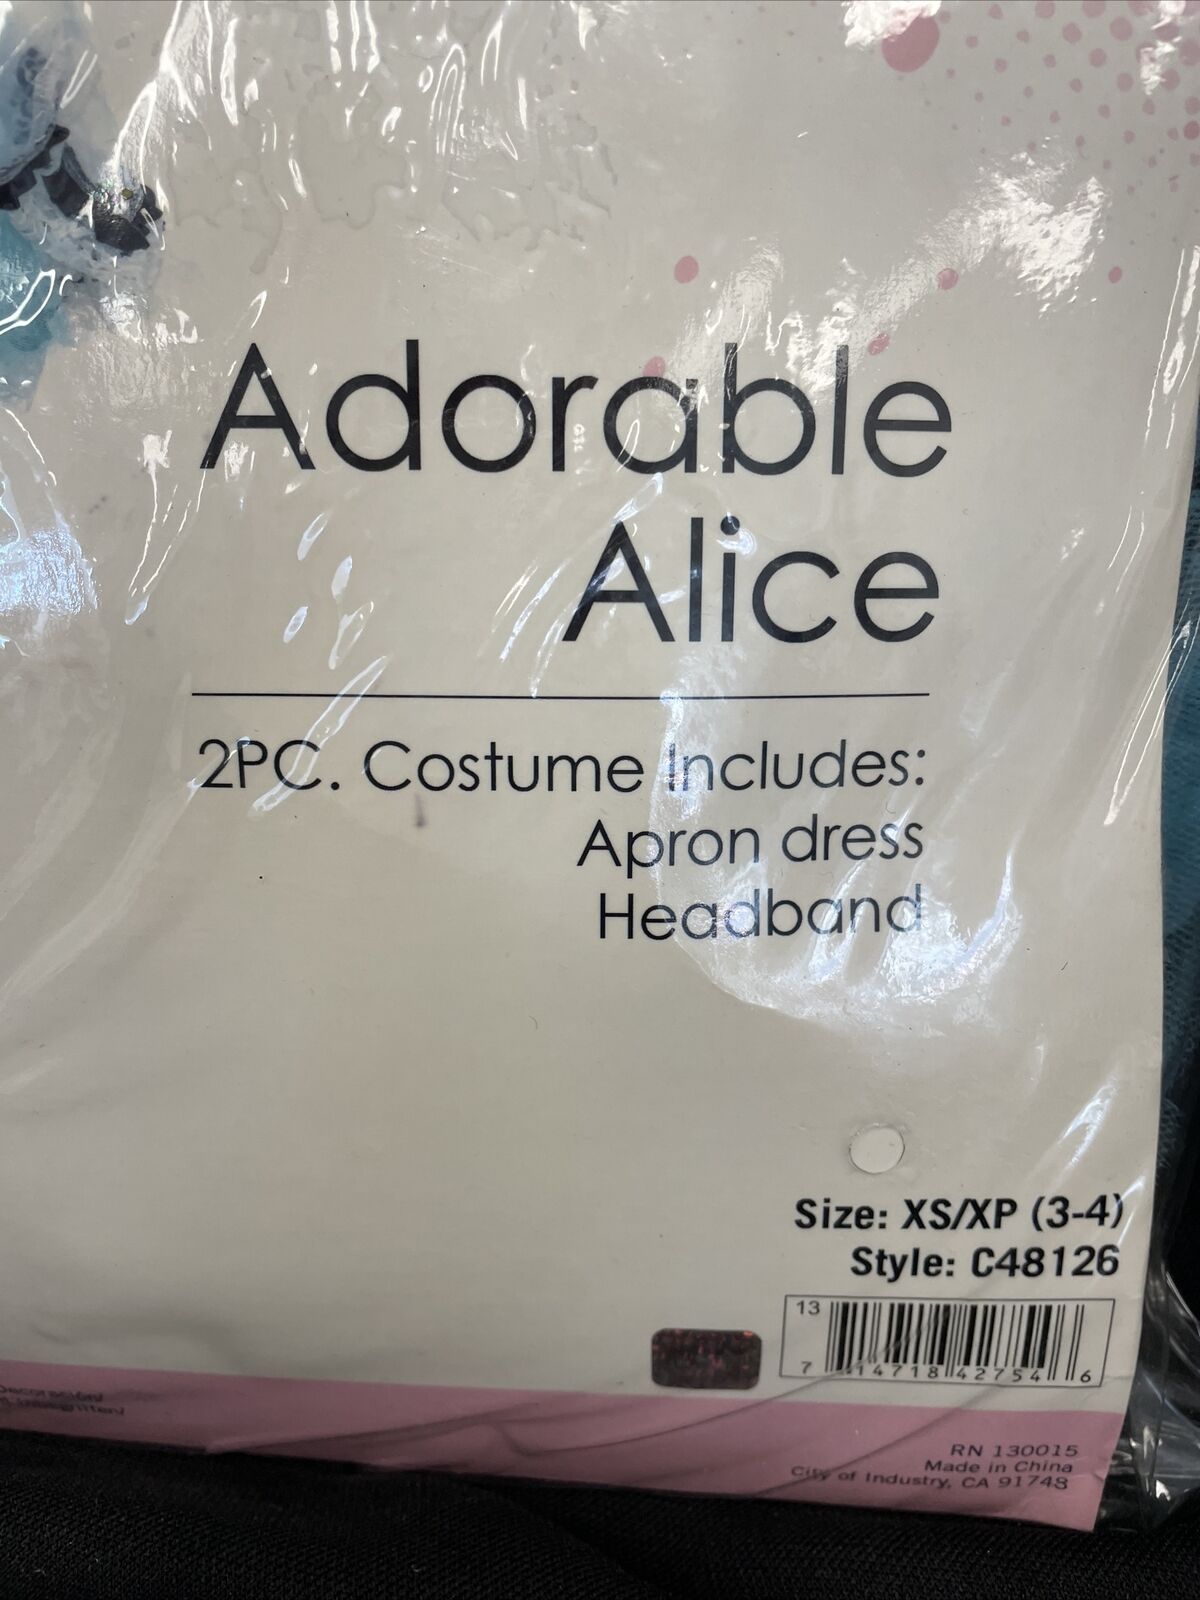 Adorable
Alice
2PC. Costume Includes:
Apron dress
Headband
Size: XS/XP (3-4)
Style: C48126
13
7 14718 42754 6
RN 130015
Made in China
City of Industry, CA 91748